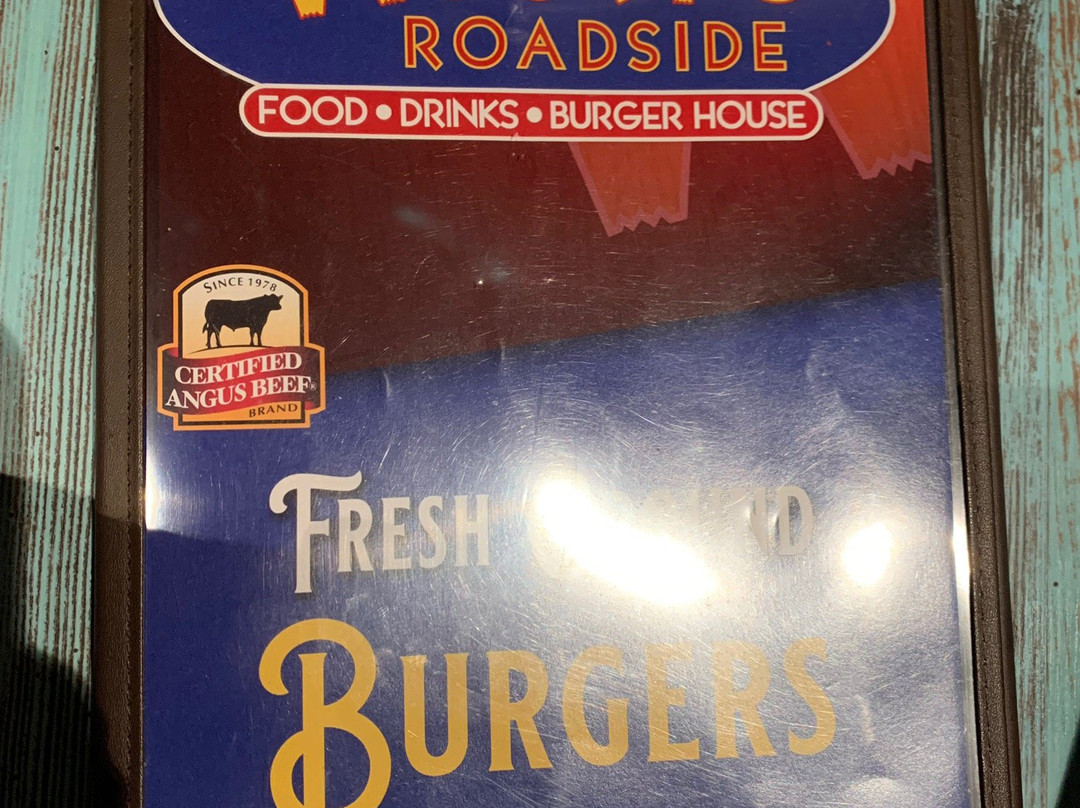 ROADSIDE
FOOD • DRINKS • BURGER HOUSE
SINCE 1978
CERTIFIED
ANGUS BEEF®
BRAND
FRESH
BURGERS